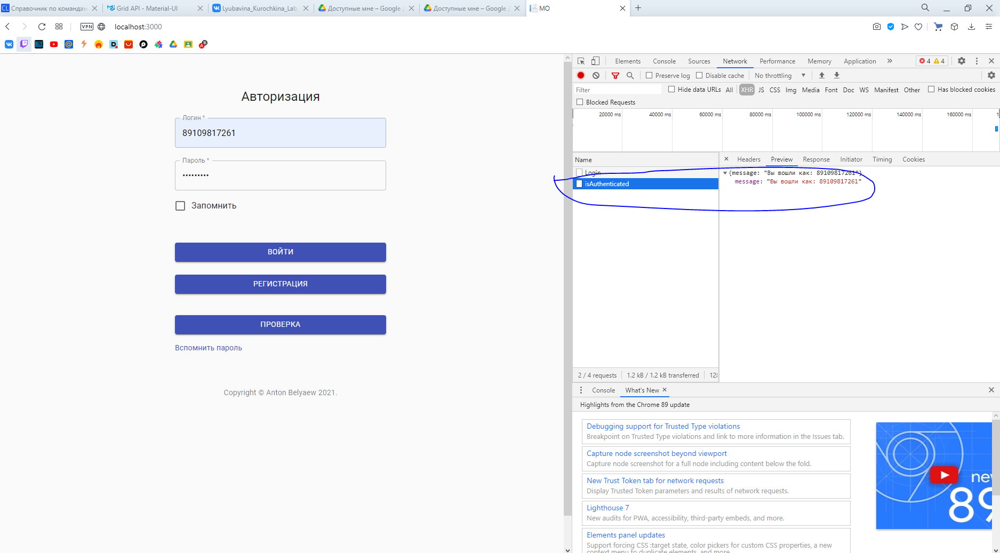 Справочник по командам
Grid API - Material-UI
Lyubavina_Kurochkina_Lab
Доступные мне – Google
Доступные мне – Google
МО
VPN
localhost:3000
Авторизация
Логин *
89109817261
Пароль *
•••••••••
Запомнить
ВОЙТИ
РЕГИСТРАЦИЯ
ПРОВЕРКА
Вспомнить пароль
Copyright © Anton Belyaew 2021.
Elements Console Sources Network Performance Memory Application » 4 4
Preserve log Disable cache No throttling
Filter Hide data URLs All XHR JS CSS Img Media Font Doc WS Manifest Other Has blocked cookies
Blocked Requests
20000 ms 40000 ms 60000 ms 80000 ms 100000 ms 120000 ms 140000 ms 160000 ms
Name
Login
isAuthenticated
2 / 4 requests 1.2 kB / 1.2 kB transferred
Headers Preview Response Initiator Timing Cookies
{message: "Вы вошли как: 89109817261"}
message: "Вы вошли как: 89109817261"
Console What's New
Highlights from the Chrome 89 update
Debugging support for Trusted Type violations
Breakpoint on Trusted Type violations and link to more information in the Issues tab.
Capture node screenshot beyond viewport
Capture node screenshot for a full node including content below the fold.
New Trust Token tab for network requests
Display Trusted Token parameters and results of network requests.
Lighthouse 7
New audits for PWA, accessibility, third-party embeds, and more.
Elements panel updates
Support forcing CSS :target state, color pickers for custom CSS properties, a new
context menu to duplicate elements, and more.
new
89